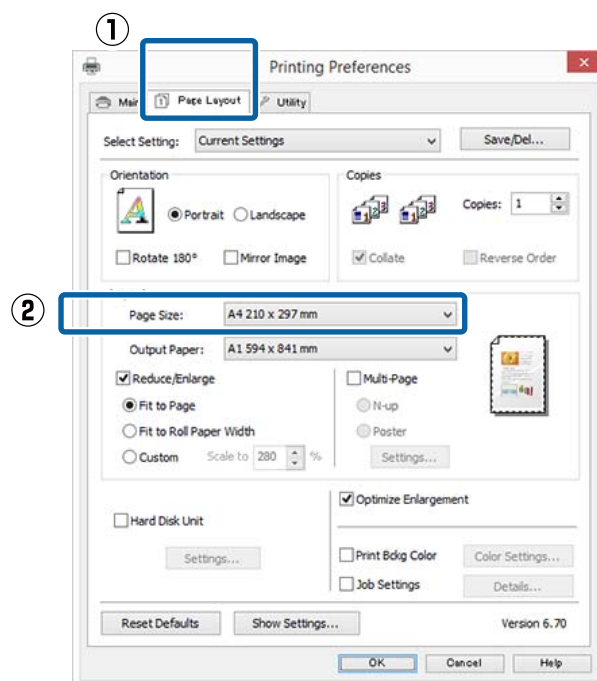 1
Printing Preferences
Main Page Layout Utility
Select Setting: Current Settings Save/Del...
Orientation Copies
Portrait Landscape Copies: 1
Rotate 180° Mirror Image Collate Reverse Order
2
Page Size: A4 210 x 297 mm
Output Paper: A1 594 x 841 mm
Reduce/Enlarge Multi-Page
Fit to Page N-up
Fit to Roll Paper Width Poster
Custom Scale to 280 % Settings...
Optimize Enlargement
Hard Disk Unit
Settings... Print Bckg Color Color Settings...
Job Settings Details...
Reset Defaults Show Settings... Version 6.70
OK Cancel Help